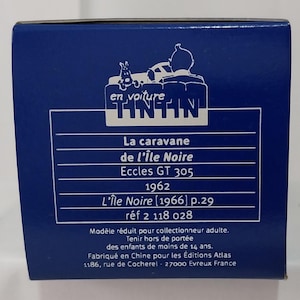 en voiture
TINTIN
La caravane
de l'Île Noire
Eccles GT 305
1962
L'Île Noire [1966] p.29
réf 2 118 028
Modèle réduit pour collectionneur adulte.
Tenir hors de portée
des enfants de moins de 14 ans.
Fabriqué en Chine pour les Éditions Atlas
1186, rue de Cocherel - 27000 Evreux France